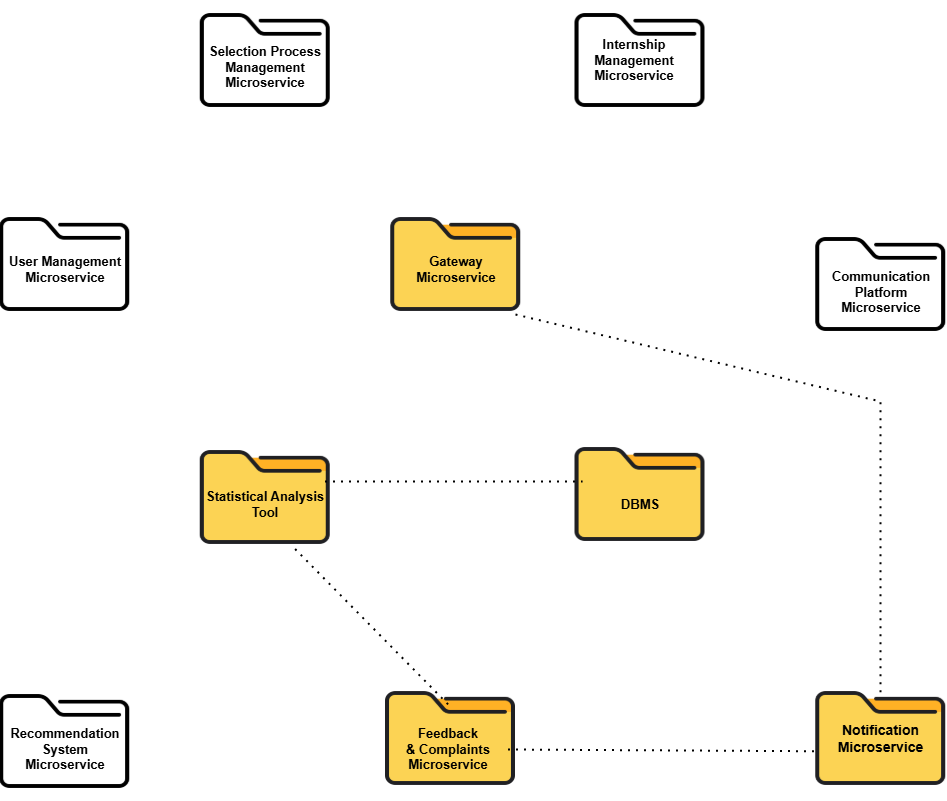 Selection Process
Management
Microservice
Internship
Management
Microservice
User Management
Microservice
Gateway
Microservice
Communication
Platform
Microservice
Statistical Analysis
Tool
DBMS
Recommendation
System
Microservice
Feedback
& Complaints
Microservice
Notification
Microservice